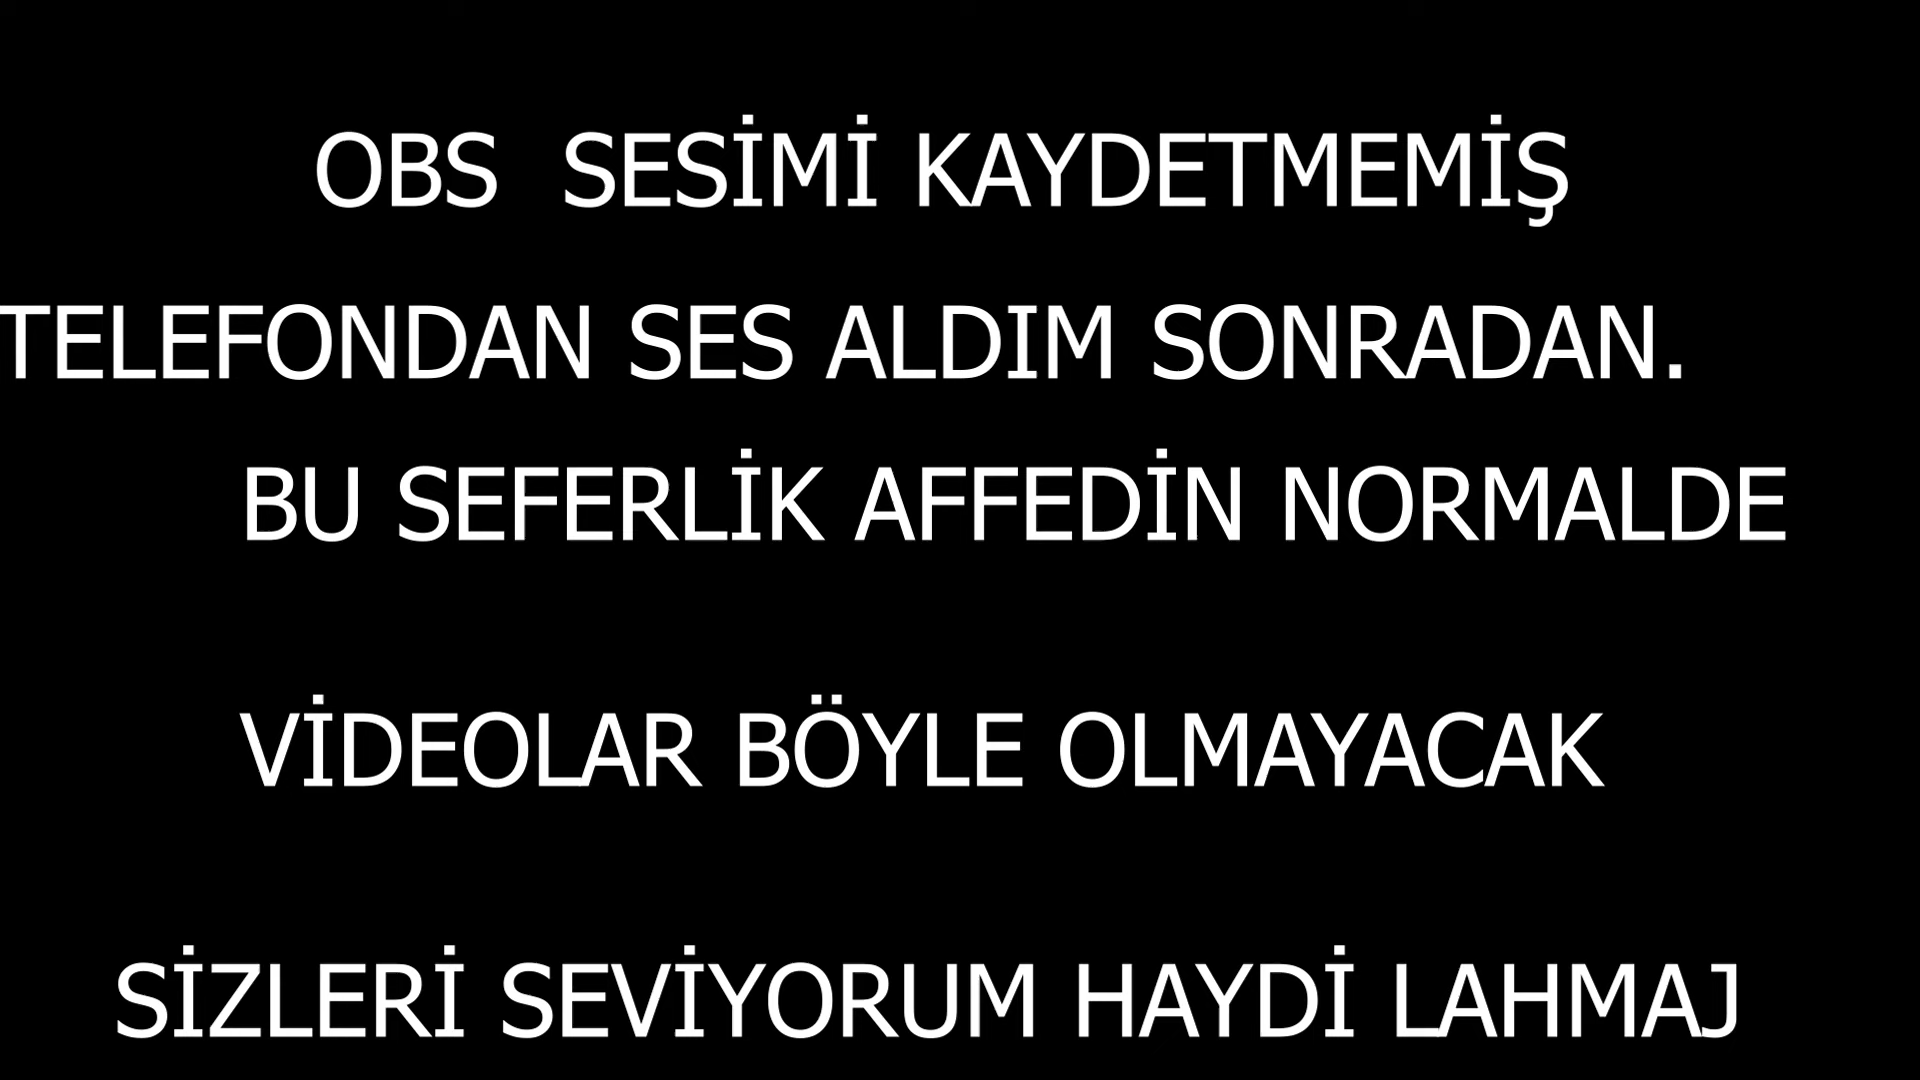 OBS  SESİMİ KAYDETMEMİŞ
TELEFONDAN SES ALDIM SONRADAN.
BU SEFERLİK AFFEDİN NORMALDE
VİDEOLAR BÖYLE OLMAYACAK
SİZLERİ SEVİYORUM HAYDİ LAHMAJ